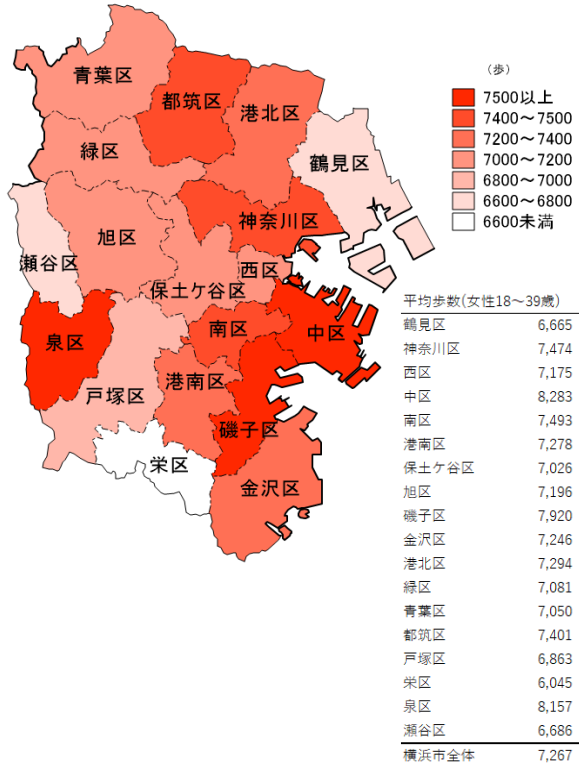 (歩)
7500以上
7400～7500
7200～7400
7000～7200
6800～7000
6600～6800
6600未満
青葉区
都筑区
港北区
緑区
鶴見区
神奈川区
旭区
瀬谷区
西区
保土ケ谷区
泉区
南区
中区
戸塚区
港南区
磯子区
栄区
金沢区
平均歩数(女性18～39歳)
鶴見区 6,665
神奈川区 7,474
西区 7,175
中区 8,283
南区 7,493
港南区 7,278
保土ケ谷区 7,026
旭区 7,196
磯子区 7,920
金沢区 7,246
港北区 7,294
緑区 7,081
青葉区 7,050
都筑区 7,401
戸塚区 6,863
栄区 6,045
泉区 8,157
瀬谷区 6,686
横浜市全体 7,267